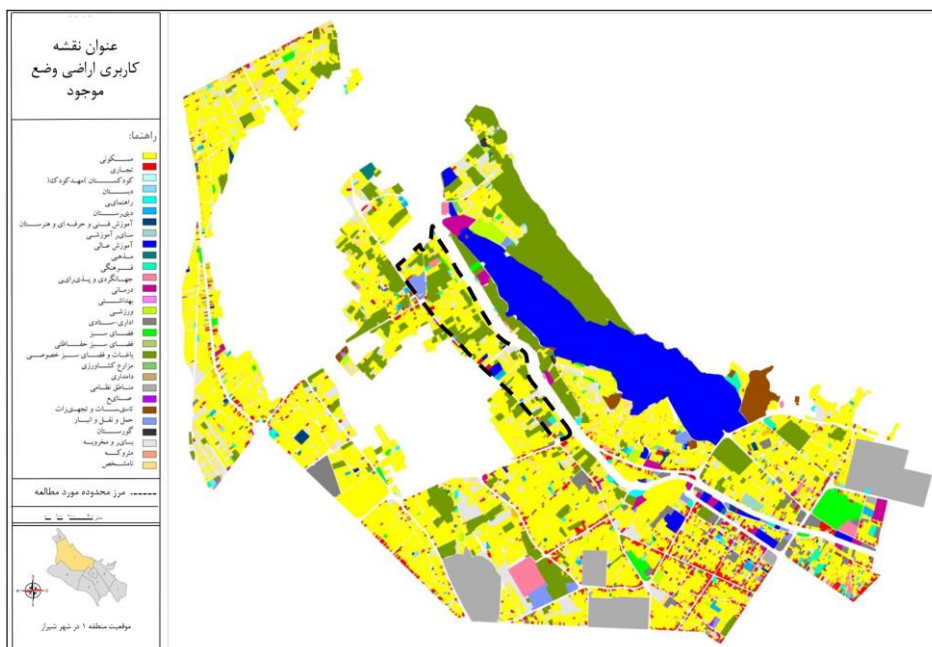 عنوان نقشه
کاربری اراضی وضع
موجود
راهنما:
مسکونی
تجاری
کودکستان (مهدکودک)
دبستان
راهنمایی
دبیرستان
آموزش فنی و حرفه ای و هنرستان
سایر آموزشی
آموزش عالی
مذهبی
فرهنگی
جهانگردی و پذیرایی
درمانی
بهداشتی
ورزشی
اداری-ستادی
فضای سبز
فضای سبز حفاظتی
باغات و فضای سبز خصوصی
مزارع کشاورزی
دامداری
مناطق نظامی
صنایع
تاسیسات و تجهیزات
حمل و نقل و انبار
گورستان
بایر و مخروبه
متروکه
نامشخص
مرز محدوده مورد مطالعه
موقعیت منطقه ۱ در شهر شیراز